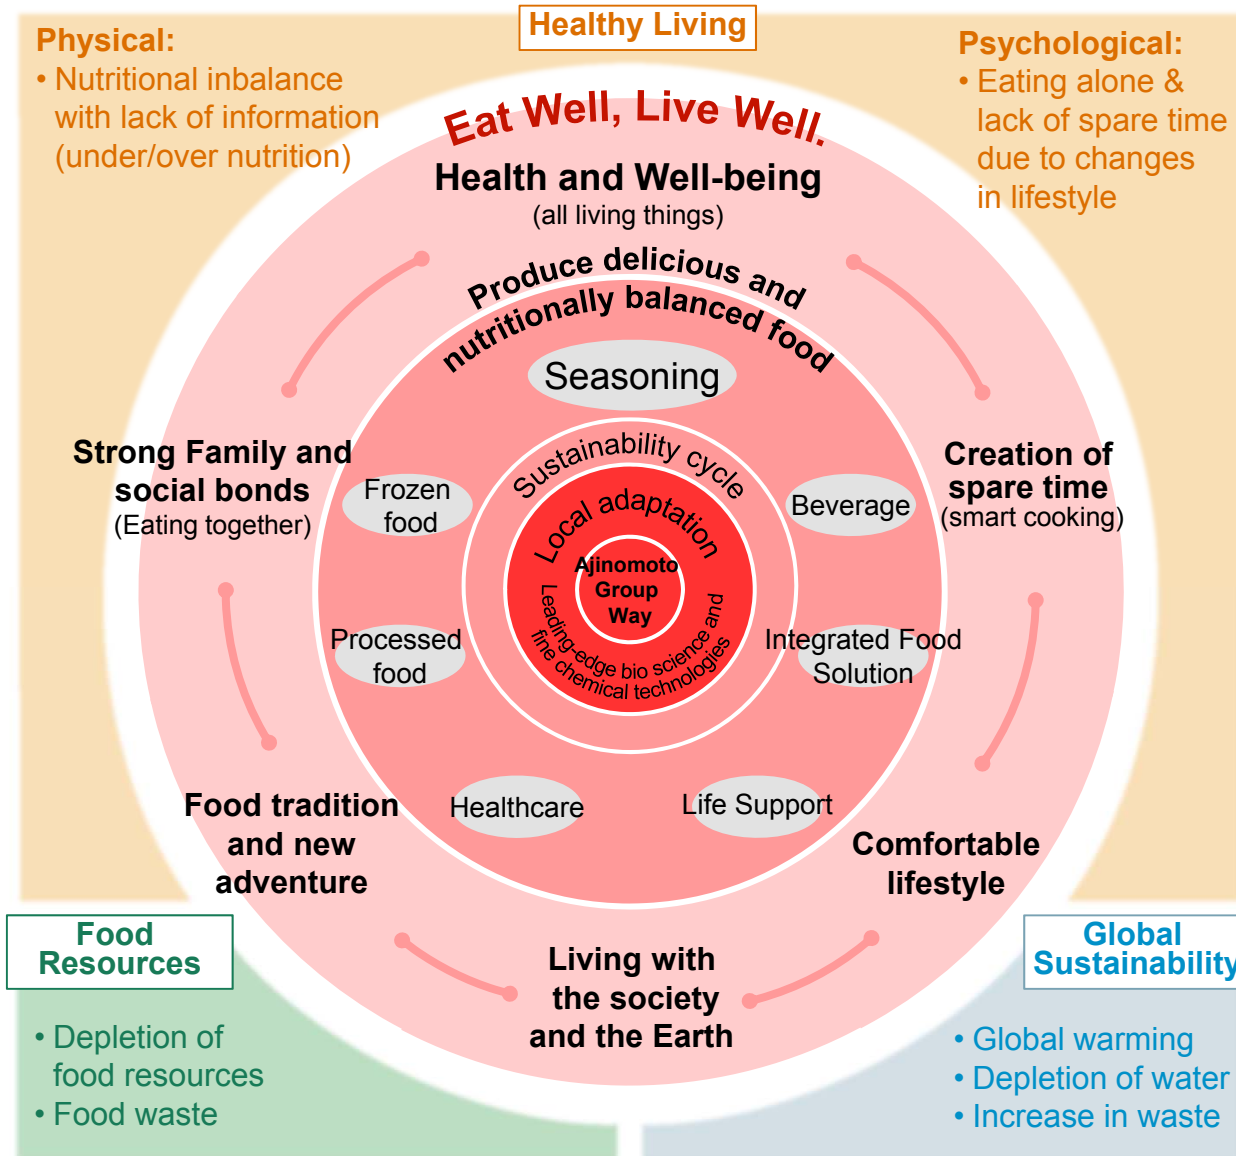 Healthy Living
Physical:
• Nutritional inbalance
with lack of information
(under/over nutrition)
Psychological:
• Eating alone &
lack of spare time
due to changes
in lifestyle
Eat Well, Live Well.
Health and Well-being
(all living things)
Produce delicious and
nutritionally balanced food
Seasoning
Strong Family and
social bonds
(Eating together)
Frozen
food
Sustainability cycle
Local adaptation
Ajinomoto
Group
Way
Leading-edge bio science and
fine chemical technologies
Beverage
Creation of
spare time
(smart cooking)
Processed
food
Integrated Food
Solution
Healthcare
Life Support
Food tradition
and new
adventure
Comfortable
lifestyle
Living with
the society
and the Earth
Food
Resources
• Depletion of
food resources
• Food waste
Global
Sustainability
• Global warming
• Depletion of water
• Increase in waste